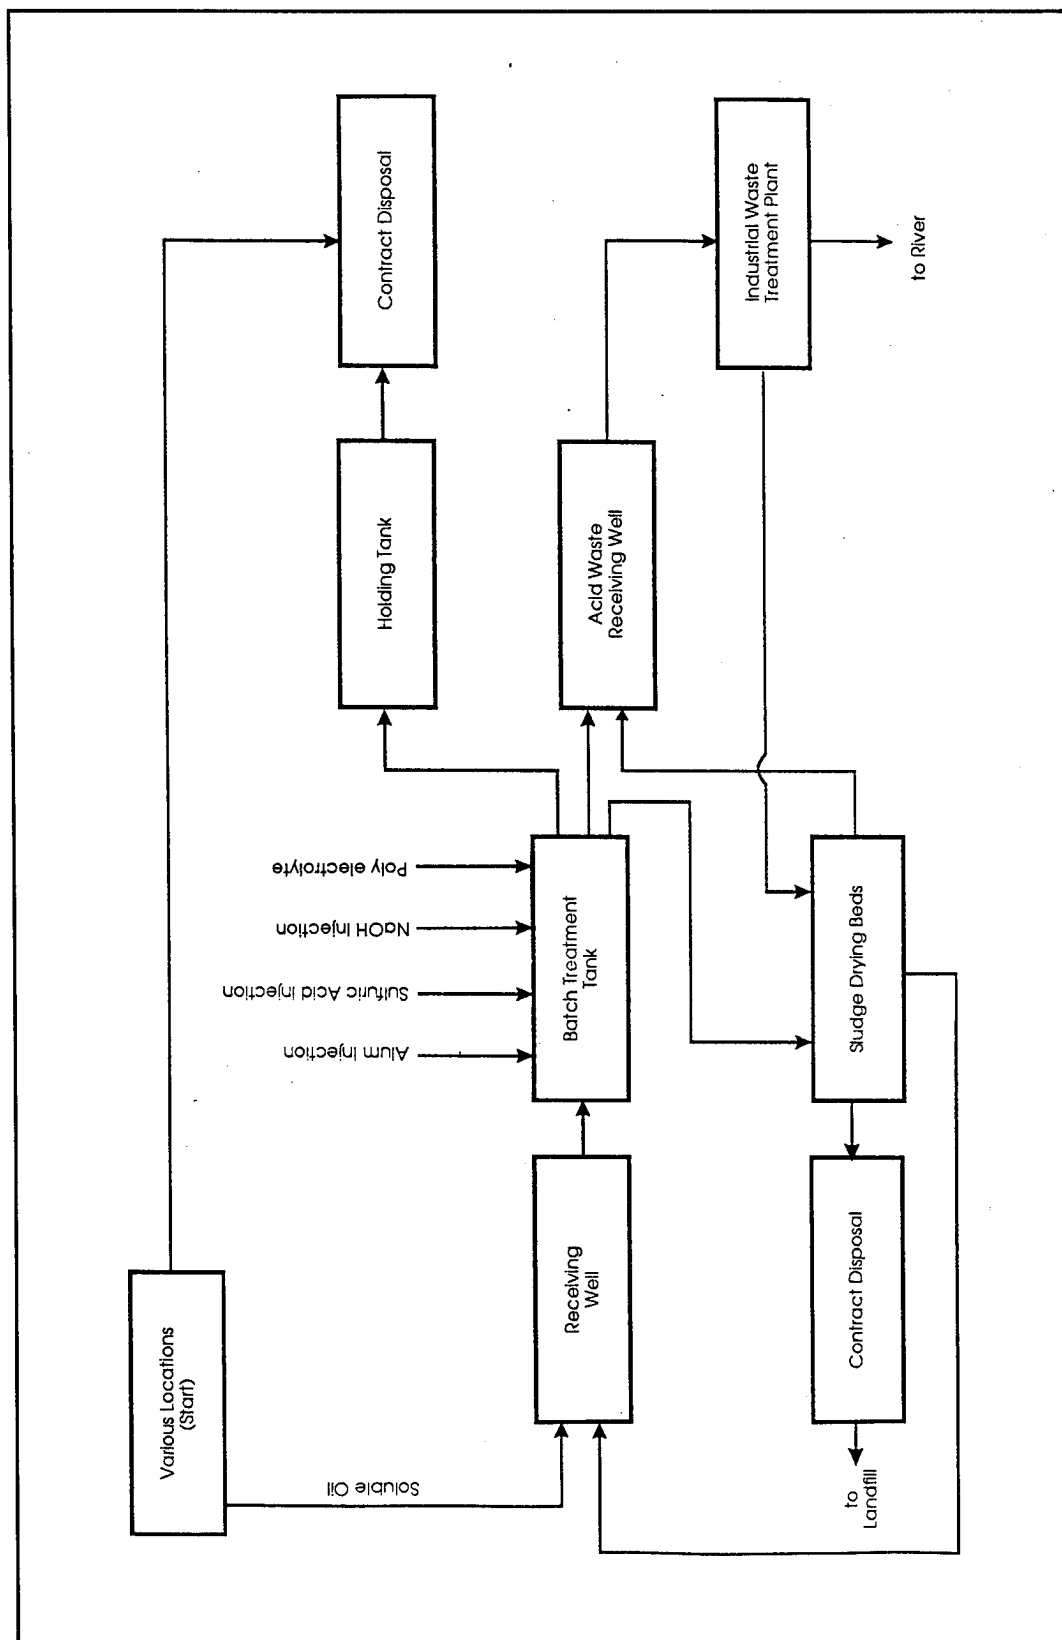 Various Locations
(Start)
Soluble Oil
Contract Disposal
Holding Tank
Alum Injection
Sulfuric Acid Injection
NaOH Injection
Poly electrolyte
Receiving
Well
Batch Treatment
Tank
Acid Waste
Receiving Well
Industrial Waste
Treatment Plant
to River
Sludge Drying Beds
Contract Disposal
to
Landfill